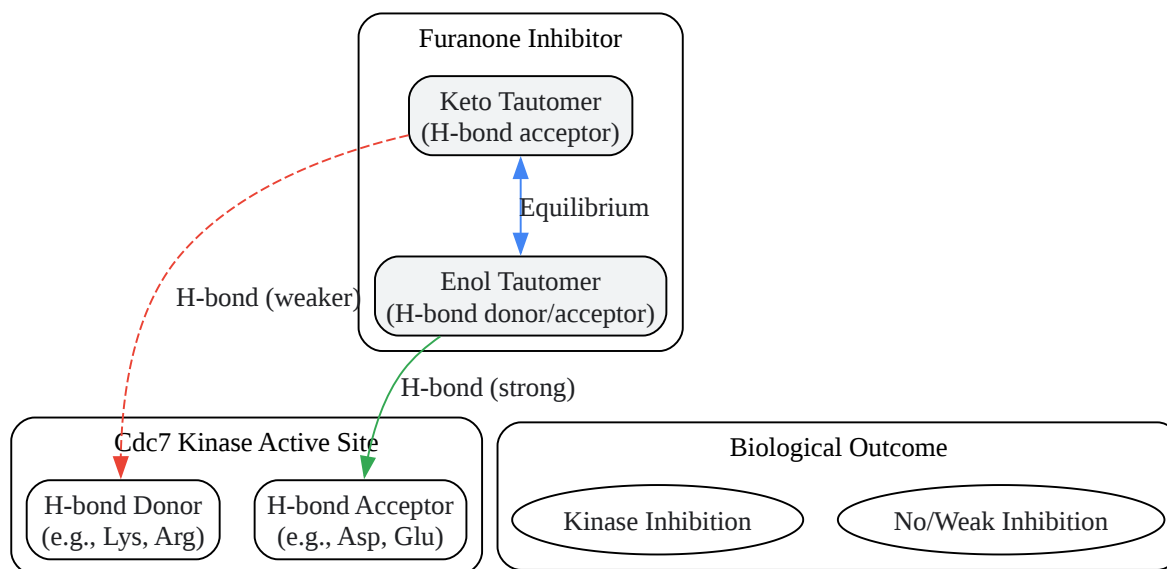 Furanone Inhibitor
Keto Tautomer
(H-bond acceptor)
Equilibrium
Enol Tautomer
(H-bond donor/acceptor)
H-bond (weaker)
H-bond (strong)
Cdc7 Kinase Active Site
H-bond Donor
(e.g., Lys, Arg)
H-bond Acceptor
(e.g., Asp, Glu)
Biological Outcome
Kinase Inhibition
No/Weak Inhibition